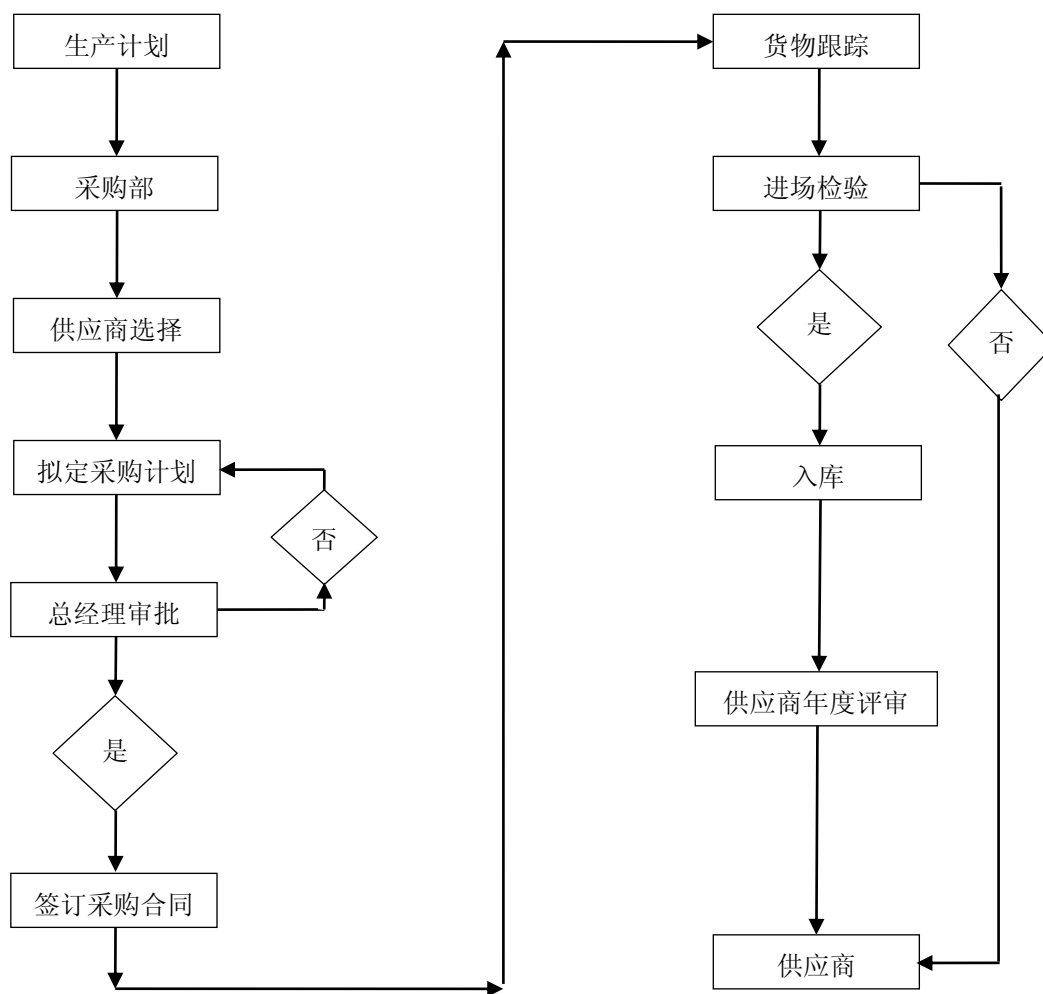 生产计划
采购部
供应商选择
拟定采购计划
否
总经理审批
是
签订采购合同
货物跟踪
进场检验
是
否
入库
供应商年度评审
供应商